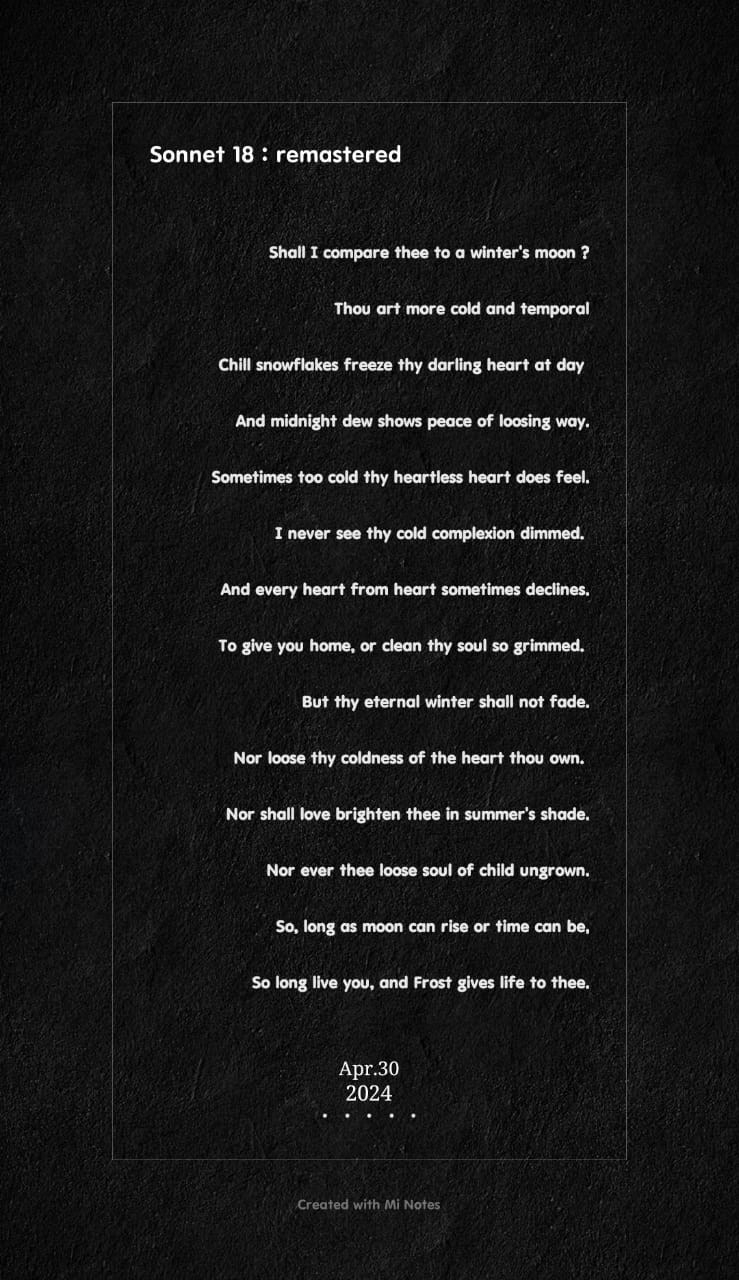 Sonnet 18 : remastered
Shall I compare thee to a winter's moon ?
Thou art more cold and temporal
Chill snowflakes freeze thy darling heart at day
And midnight dew shows peace of loosing way.
Sometimes too cold thy heartless heart does feel.
I never see thy cold complexion dimmed.
And every heart from heart sometimes declines.
To give you home, or clean thy soul so grimmed.
But thy eternal winter shall not fade.
Nor loose thy coldness of the heart thou own.
Nor shall love brighten thee in summer's shade.
Nor ever thee loose soul of child ungrown.
So, long as moon can rise or time can be,
So long live you, and Frost gives life to thee.
Apr.30
2024
Created with Mi Notes